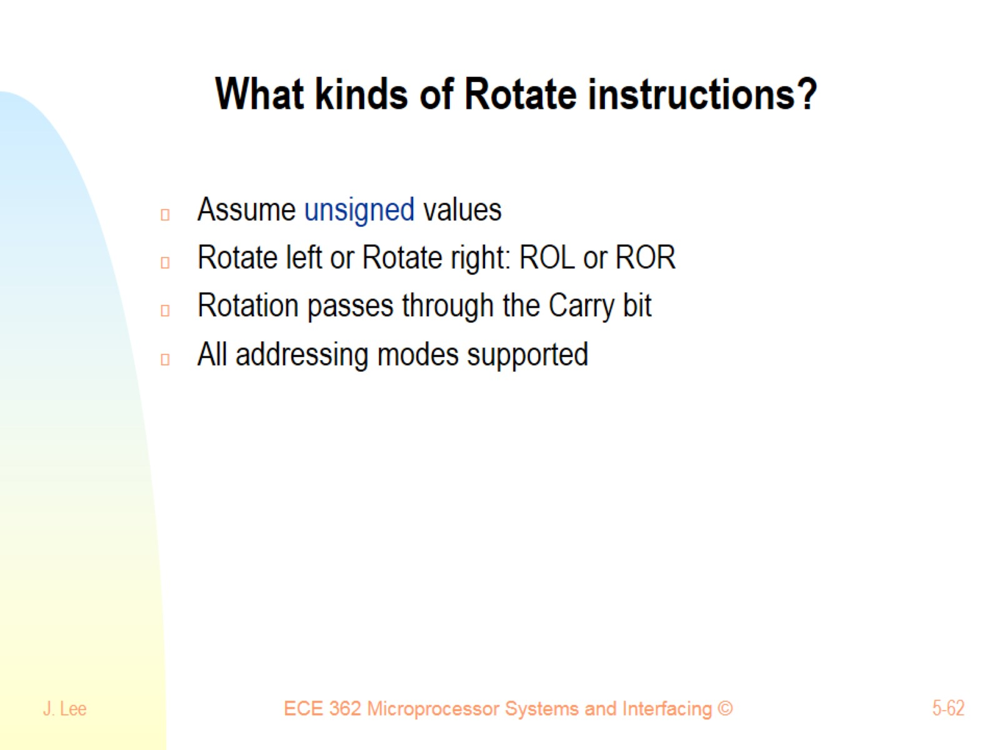 What kinds of Rotate instructions?
Assume unsigned values
Rotate left or Rotate right: ROL or ROR
Rotation passes through the Carry bit
All addressing modes supported
J. Lee
ECE 362 Microprocessor Systems and Interfacing ©
5-62